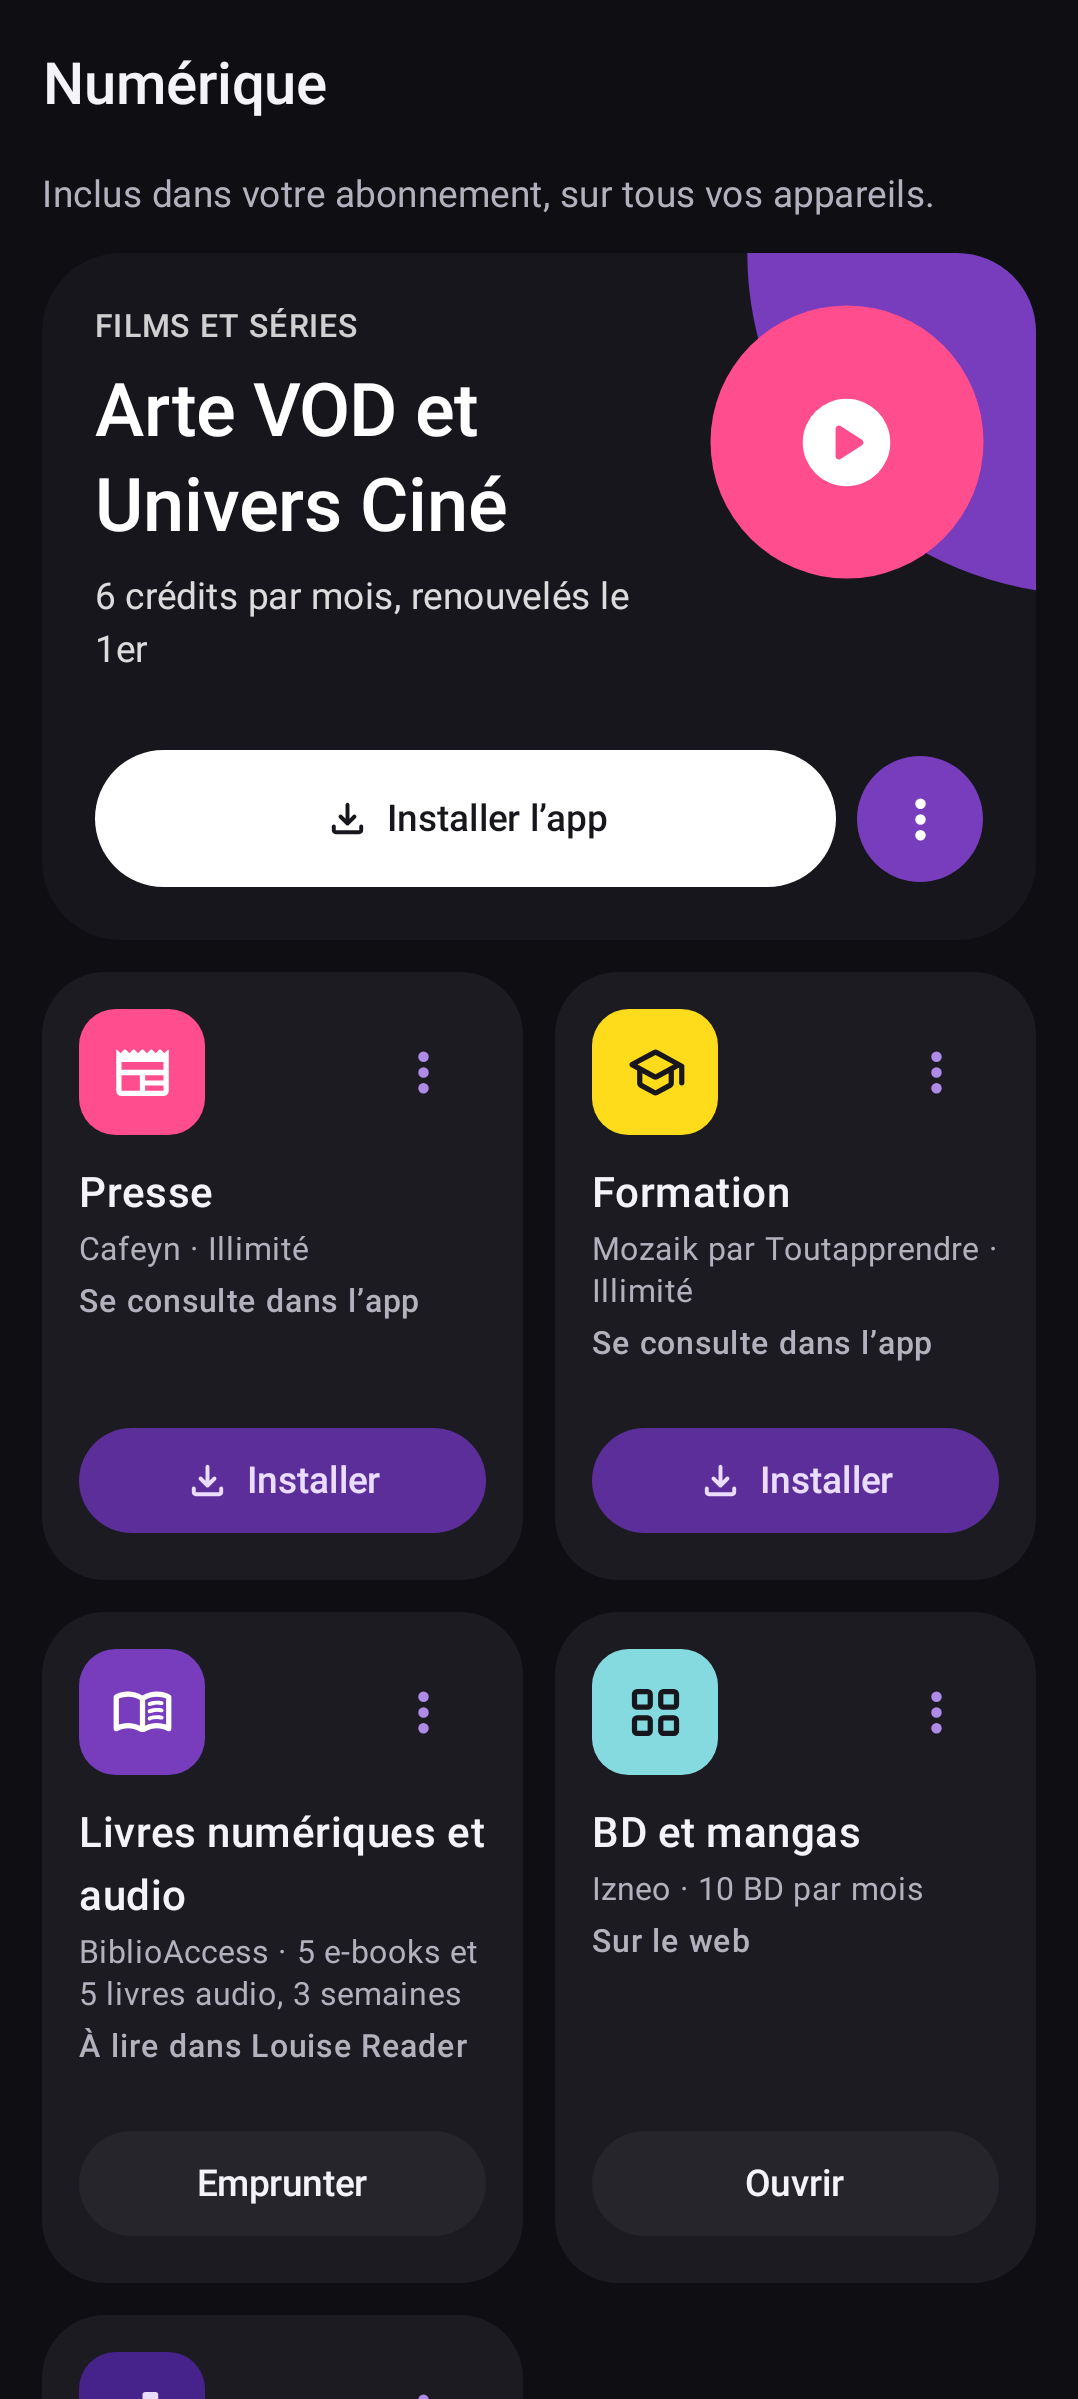 Numérique
Inclus dans votre abonnement, sur tous vos appareils.
FILMS ET SÉRIES
Arte VOD et
Univers Ciné
6 crédits par mois, renouvelés le
1er
Installer l’app
Presse
Cafeyn · Illimité
Se consulte dans l’app
Installer
Formation
Mozaik par Toutapprendre ·
Illimité
Se consulte dans l’app
Installer
Livres numériques et
audio
BiblioAccess · 5 e-books et
5 livres audio, 3 semaines
À lire dans Louise Reader
Emprunter
BD et mangas
Izneo · 10 BD par mois
Sur le web
Ouvrir